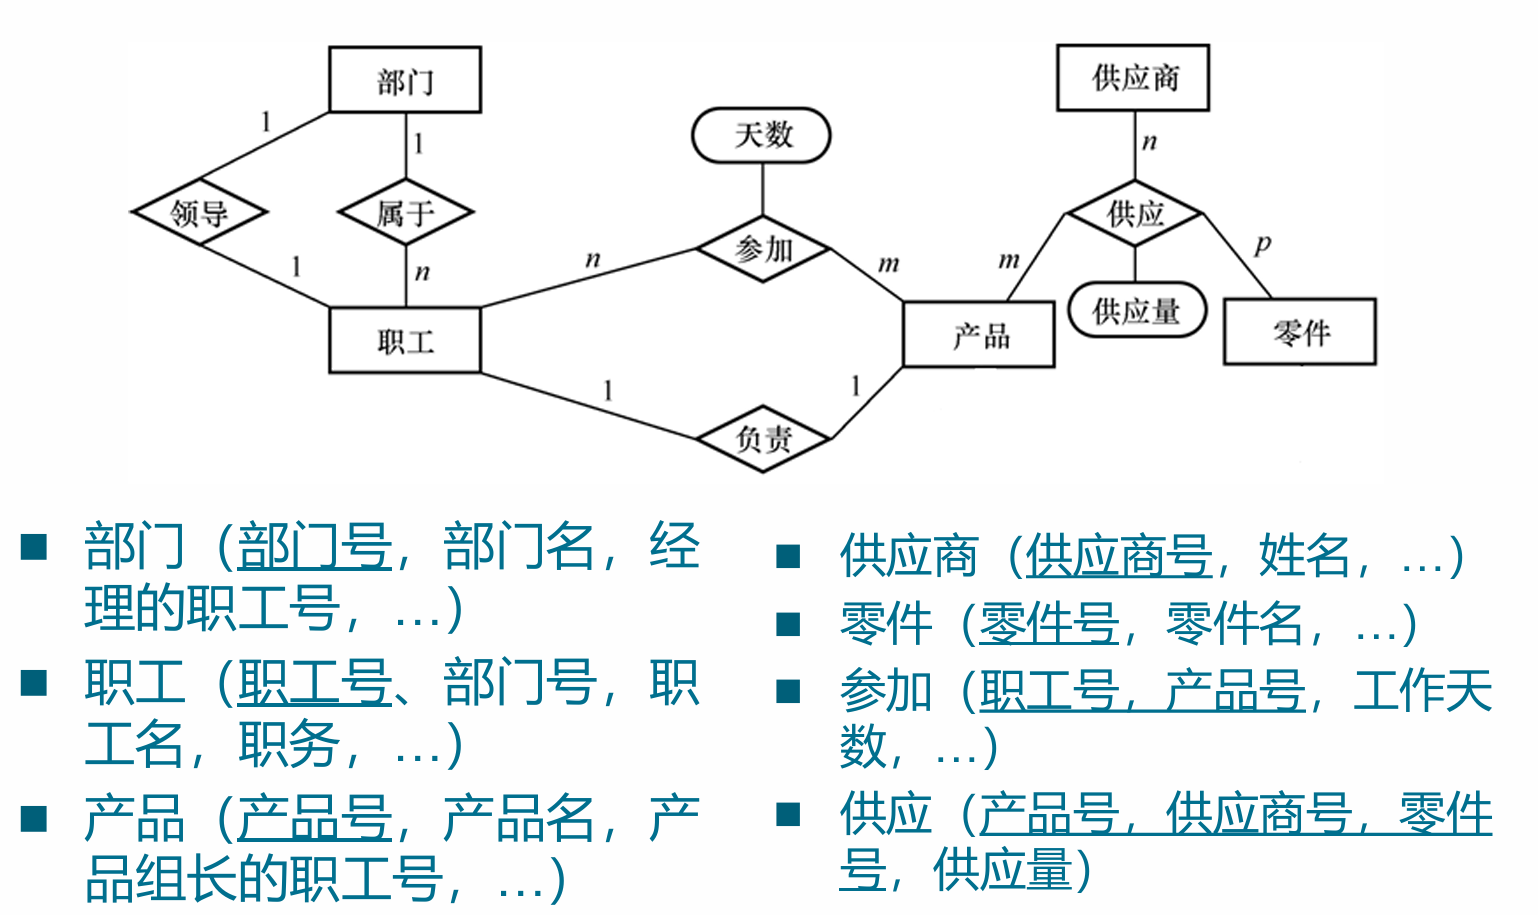 部门
供应商
1
1
天数
n
领导
属于
供应
参加
p
1
n
n
m
m
供应量
职工
产品
零件
1
1
负责
■ 部门（部门号，部门名，经
理的职工号，…）
■ 职工（职工号、部门号，职
工名，职务，…）
■ 产品（产品号，产品名，产
品组长的职工号，…）
■ 供应商（供应商号，姓名，…）
■ 零件（零件号，零件名，…）
■ 参加（职工号，产品号，工作天
数，…）
■ 供应（产品号，供应商号，零件
号，供应量）